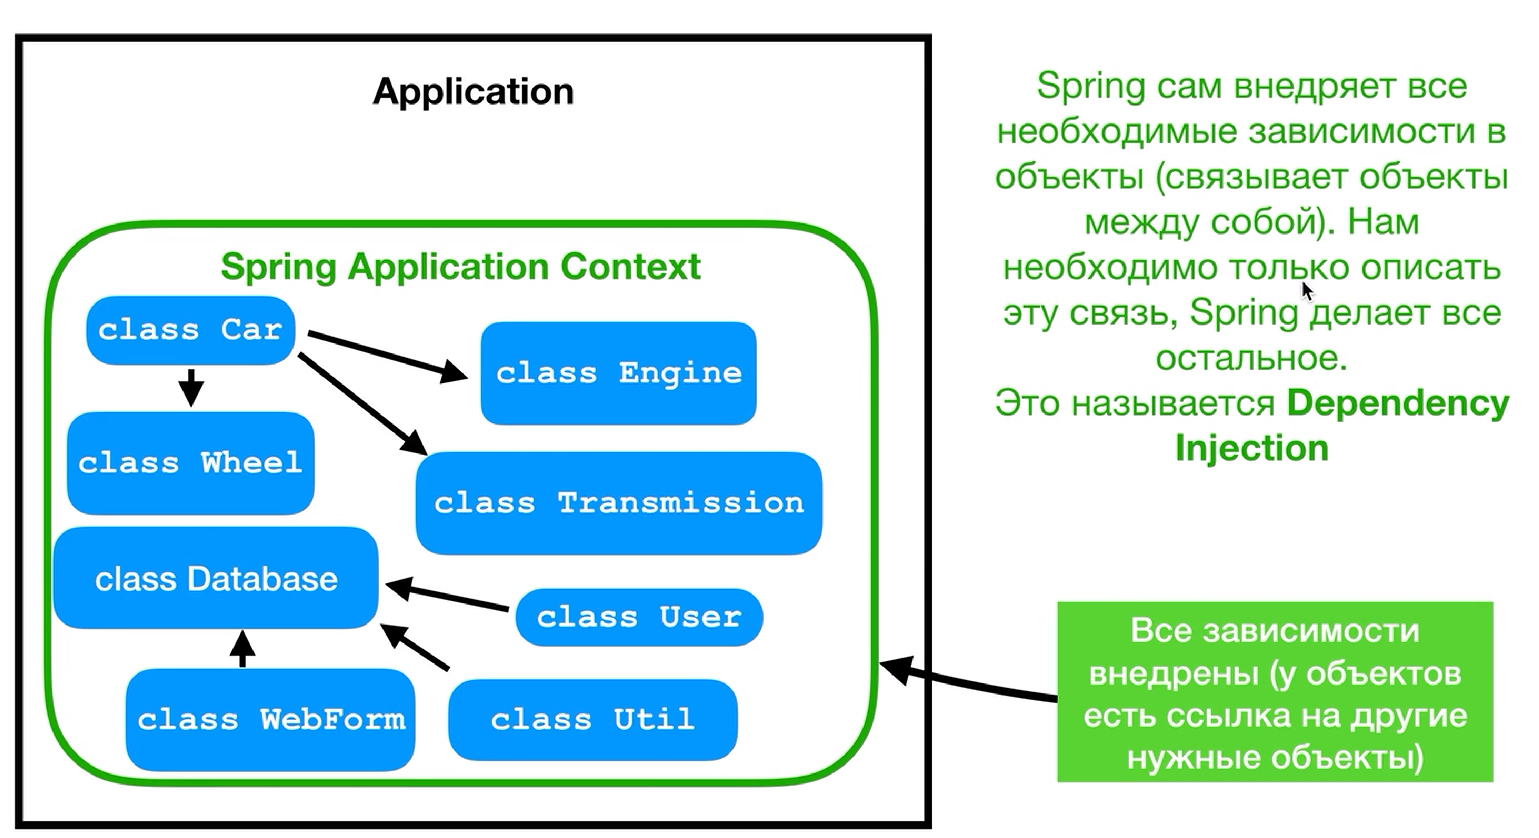 Application
Spring Application Context
class Car
class Engine
class Wheel
class Transmission
class Database
class User
class WebForm
class Util
Spring сам внедряет все
необходимые зависимости в
объекты (связывает объекты
между собой). Нам
необходимо только описать
эту связь, Spring делает все
остальное.
Это называется Dependency
Injection
Все зависимости
внедрены (у объектов
есть ссылка на другие
нужные объекты)